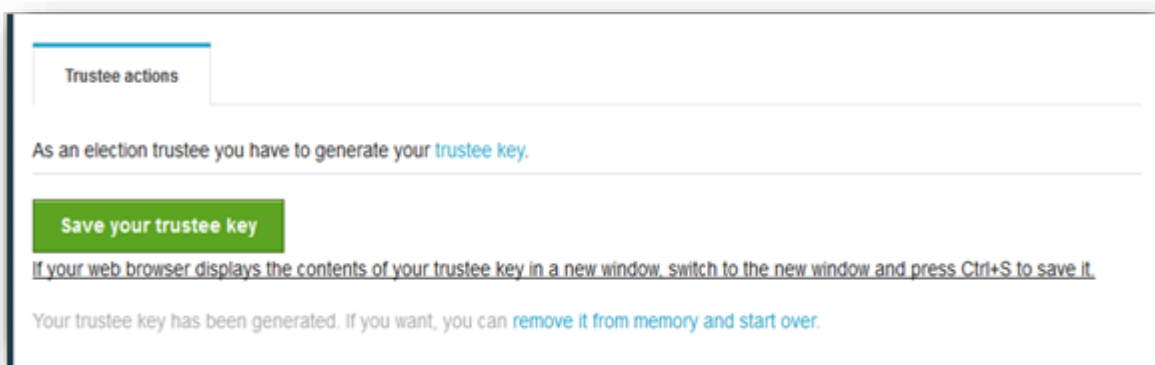 Trustee actions
As an election trustee you have to generate your trustee key.
Save your trustee key
If your web browser displays the contents of your trustee key in a new window, switch to the new window and press Ctrl+S to save it.
Your trustee key has been generated. If you want, you can remove it from memory and start over.